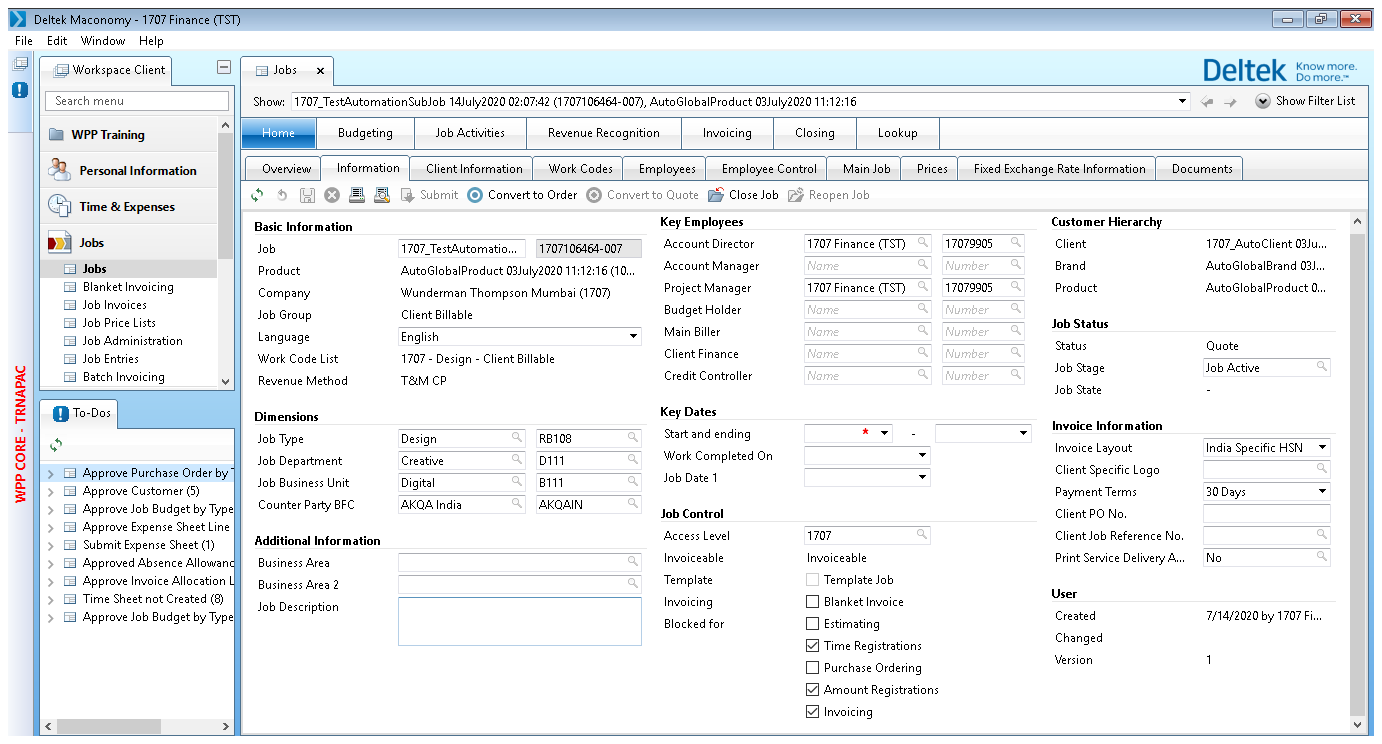 Deltek Maconomy - 1707 Finance (TST)
File Edit Window Help
Workspace Client
Search menu
WPP Training
Personal Information
Time & Expenses
Jobs
Jobs
Blanket Invoicing
Job Invoices
Job Price Lists
Job Administration
Job Entries
Batch Invoicing
WPP CORE - TRNAPAC
To-Dos
Approve Purchase Order by T
Approve Customer (5)
Approve Job Budget by Type
Approve Expense Sheet Line
Submit Expense Sheet (1)
Approved Absence Allowanc
Approve Invoice Allocation L
Time Sheet not Created (8)
Approve Job Budget by Type
Jobs x
Deltek Know more. Do more.™
Show: 1707_TestAutomationSubJob 14July2020 02:07:42 (1707106464-007), AutoGlobalProduct 03July2020 11:12:16 Show Filter List
Home Budgeting Job Activities Revenue Recognition Invoicing Closing Lookup
Overview Information Client Information Work Codes Employees Employee Control Main Job Prices Fixed Exchange Rate Information Documents
Submit Convert to Order Convert to Quote Close Job Reopen Job
Basic Information
Job 1707_TestAutomatio... 1707106464-007
Product AutoGlobalProduct 03July2020 11:12:16 (10...
Company Wunderman Thompson Mumbai (1707)
Job Group Client Billable
Language English
Work Code List 1707 - Design - Client Billable
Revenue Method T&M CP
Dimensions
Job Type Design RB108
Job Department Creative D111
Job Business Unit Digital B111
Counter Party BFC AKQA India AKQAIN
Additional Information
Business Area
Business Area 2
Job Description
Key Employees
Account Director 1707 Finance (TST) 17079905
Account Manager Name Number
Project Manager 1707 Finance (TST) 17079905
Budget Holder Name Number
Main Biller Name Number
Client Finance Name Number
Credit Controller Name Number
Key Dates
Start and ending * -
Work Completed On
Job Date 1
Job Control
Access Level 1707
Invoiceable Invoiceable
Template Template Job
Invoicing Blanket Invoice
Blocked for Estimating
Time Registrations
Purchase Ordering
Amount Registrations
Invoicing
Customer Hierarchy
Client 1707_AutoClient 03Ju...
Brand AutoGlobalBrand 03J...
Product AutoGlobalProduct 0...
Job Status
Status Quote
Job Stage Job Active
Job State -
Invoice Information
Invoice Layout India Specific HSN
Client Specific Logo
Payment Terms 30 Days
Client PO No.
Client Job Reference No.
Print Service Delivery A... No
User
Created 7/14/2020 by 1707 Fi...
Changed
Version 1